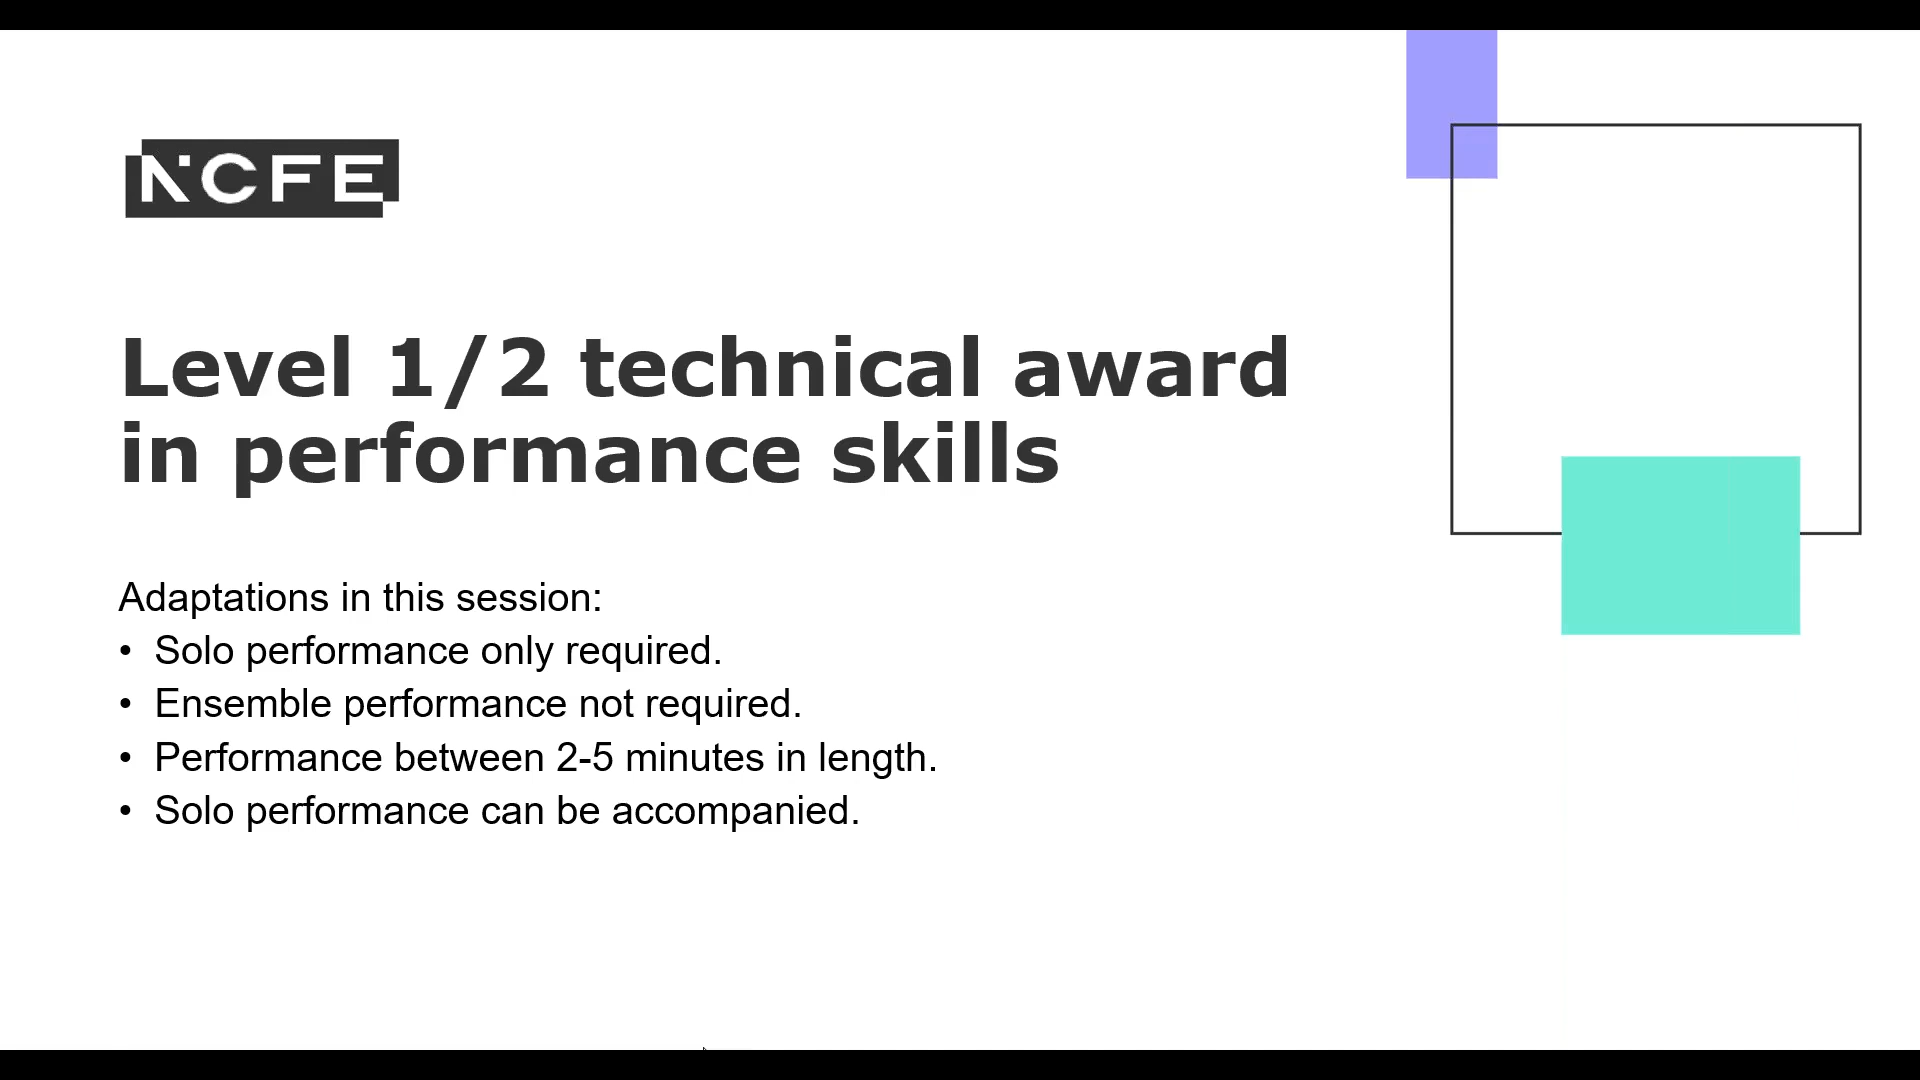 NCFE
Level 1/2 technical award
in performance skills
Adaptations in this session:
• Solo performance only required.
• Ensemble performance not required.
• Performance between 2-5 minutes in length.
• Solo performance can be accompanied.